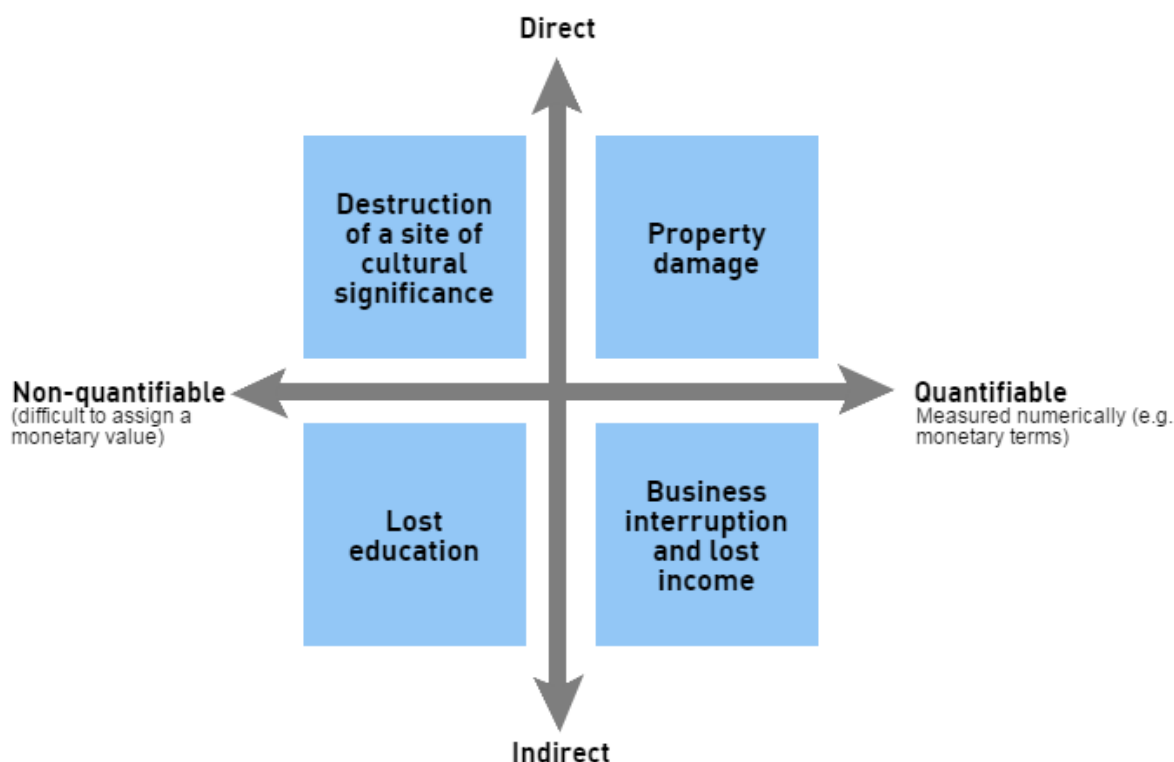 Direct
Destruction
of a site of
cultural
significance
Property
damage
Non-quantifiable
(difficult to assign a
monetary value)
Quantifiable
Measured numerically (e.g.
monetary terms)
Lost
education
Business
interruption
and lost
income
Indirect